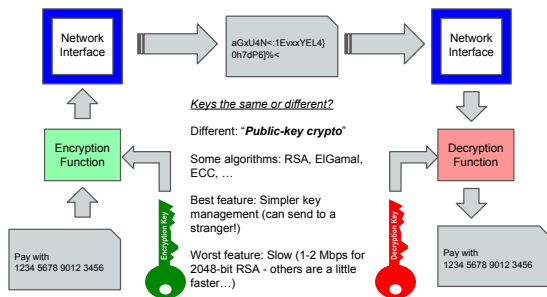 Network
Interface
aGxU4N<:1EvxxYEL4}
0h7dP6]%<
Network
Interface
Keys the same or different?
Different: “Public-key crypto”
Some algorithms: RSA, ElGamal,
ECC, …
Best feature: Simpler key
management (can send to a
stranger!)
Worst feature: Slow (1-2 Mbps for
2048-bit RSA - others are a little
faster…)
Encryption
Function
Decryption
Function
Encryption Key
Decryption Key
Pay with
1234 5678 9012 3456
Pay with
1234 5678 9012 3456